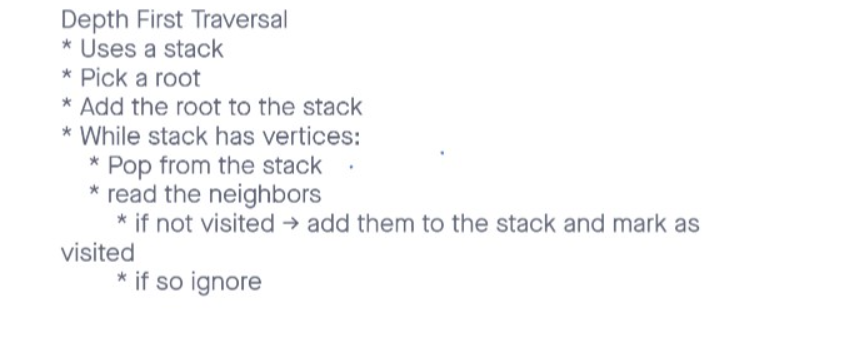 Depth First Traversal
* Uses a stack
* Pick a root
* Add the root to the stack
* While stack has vertices:
* Pop from the stack
* read the neighbors
* if not visited → add them to the stack and mark as
visited
* if so ignore